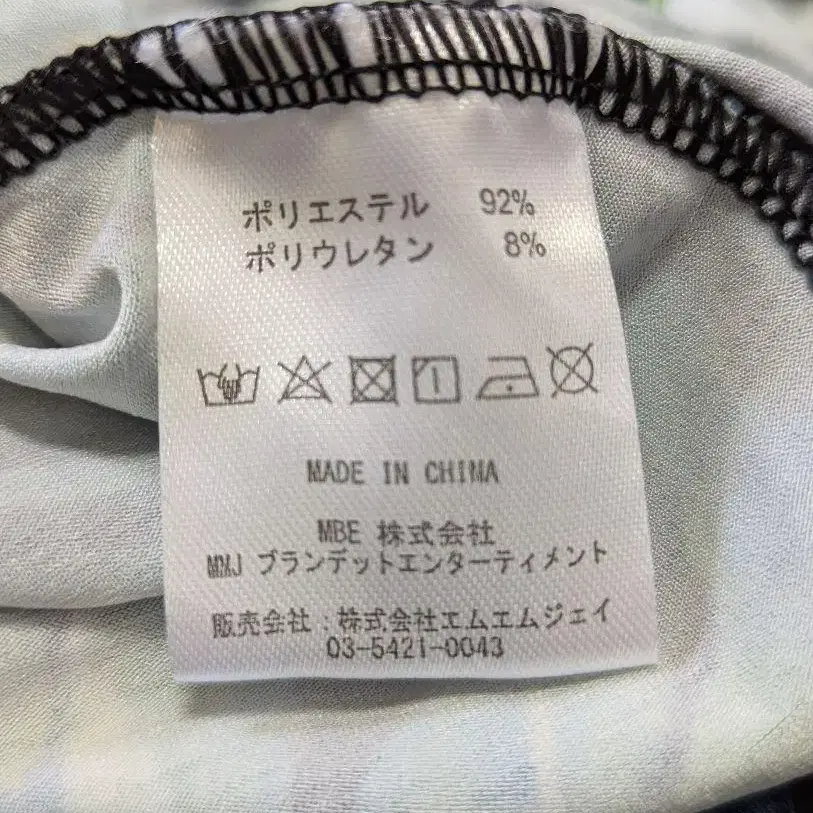 ポリエステル 92%
ポリウレタン 8%
MADE IN CHINA
MBE 株式会社
MMJ ブランデットエンターティメント
販売会社：株式会社エムエムジェイ
03-5421-0043